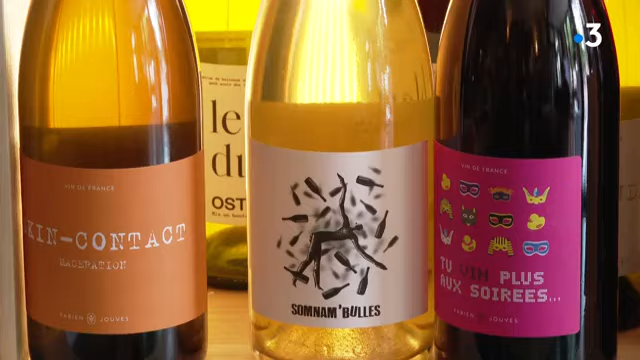 3
VIN DE FRANCE
KIN-CONTACT
MACERATION
FABIEN JOUVES
le
du
OST
SOMNAM'BULLES
VIN DE FRANCE
TU VIN PLUS
AUX SOIREES...
FABIEN JOUVES